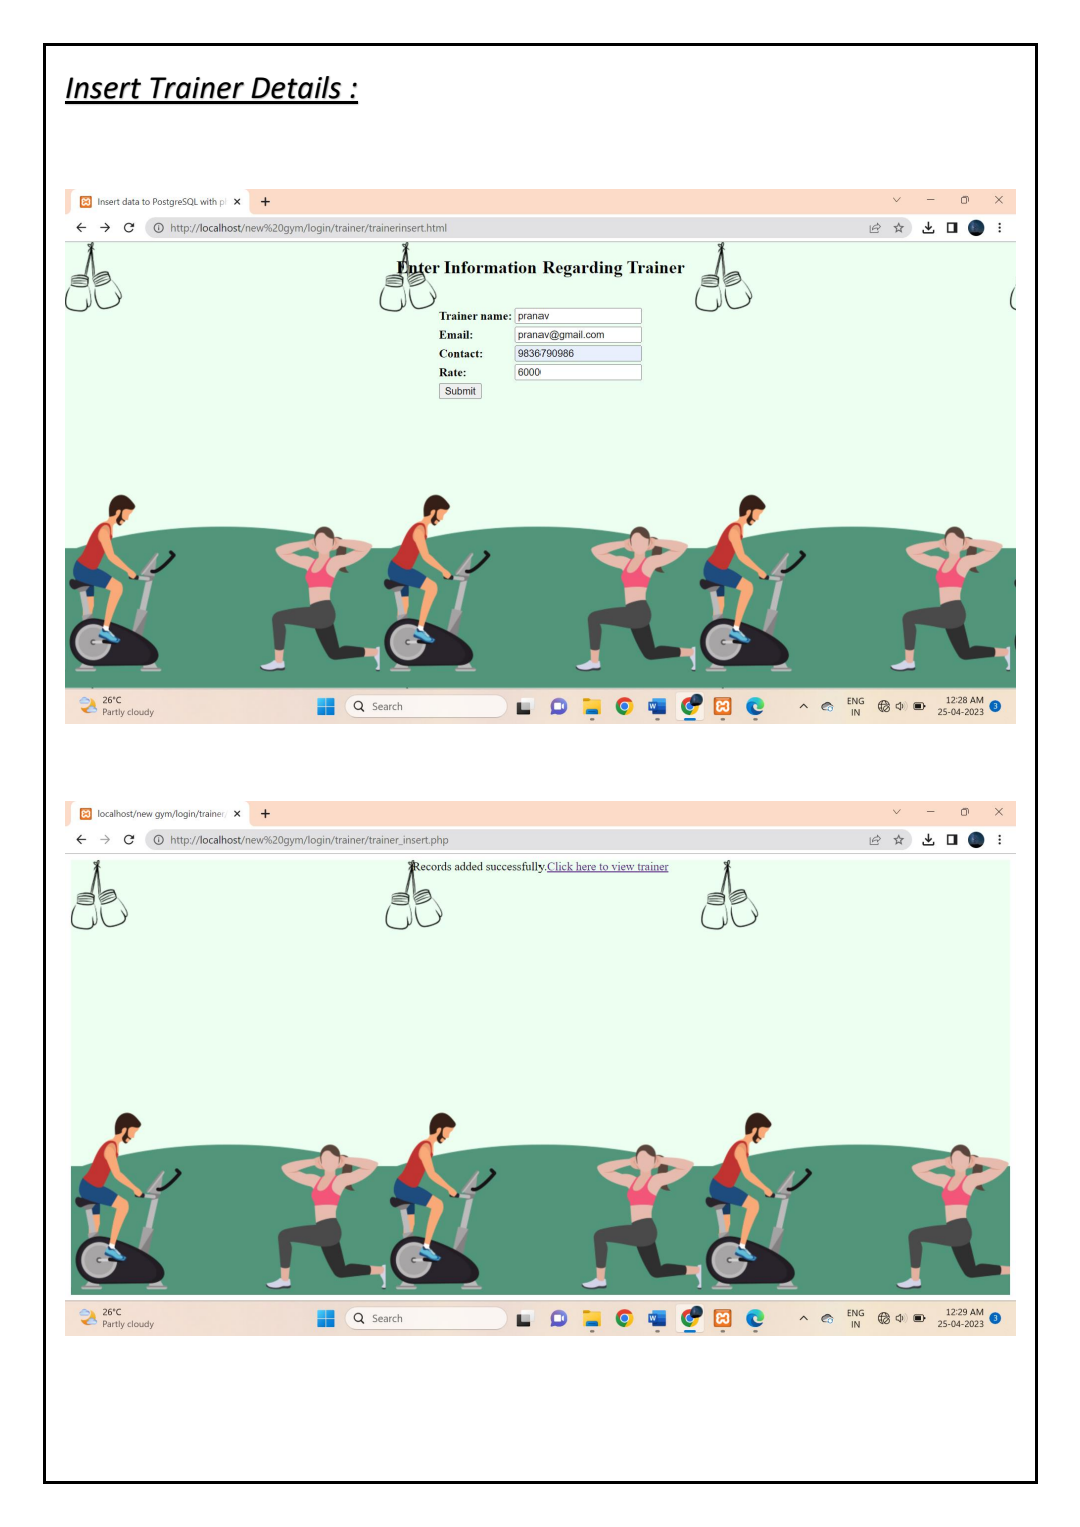 Insert Trainer Details :
Insert data to PostgreSQL with p
http://localhost/new%20gym/login/trainer/trainerinsert.html
Enter Information Regarding Trainer
Trainer name: pranav
Email: pranav@gmail.com
Contact: 9836790986
Rate: 6000
Submit
26°C
Partly cloudy
Search
ENG
IN
12:28 AM
25-04-2023
3
localhost/new gym/login/trainer
http://localhost/new%20gym/login/trainer/trainer_insert.php
Records added successfully.Click here to view trainer
26°C
Partly cloudy
Search
ENG
IN
12:29 AM
25-04-2023
3